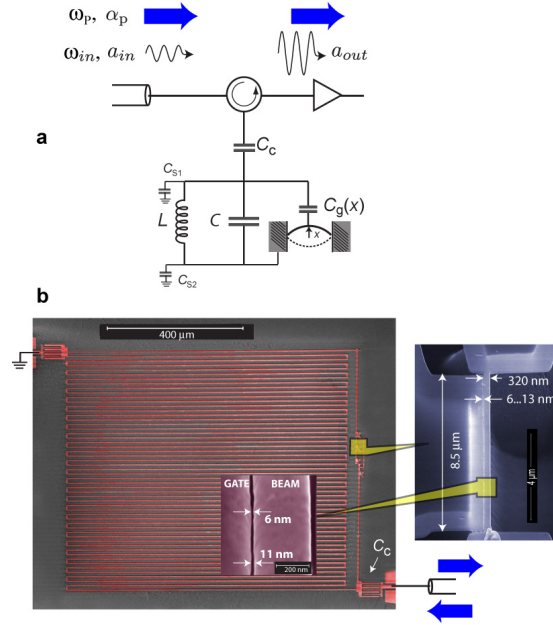 ωp, αp
ωin, ain
aout
a
Cc
CS1
L
C
Cg(x)
x
CS2
b
400 μm
320 nm
6...13 nm
8.5 μm
4 μm
GATE
BEAM
6 nm
11 nm
200 nm
Cc